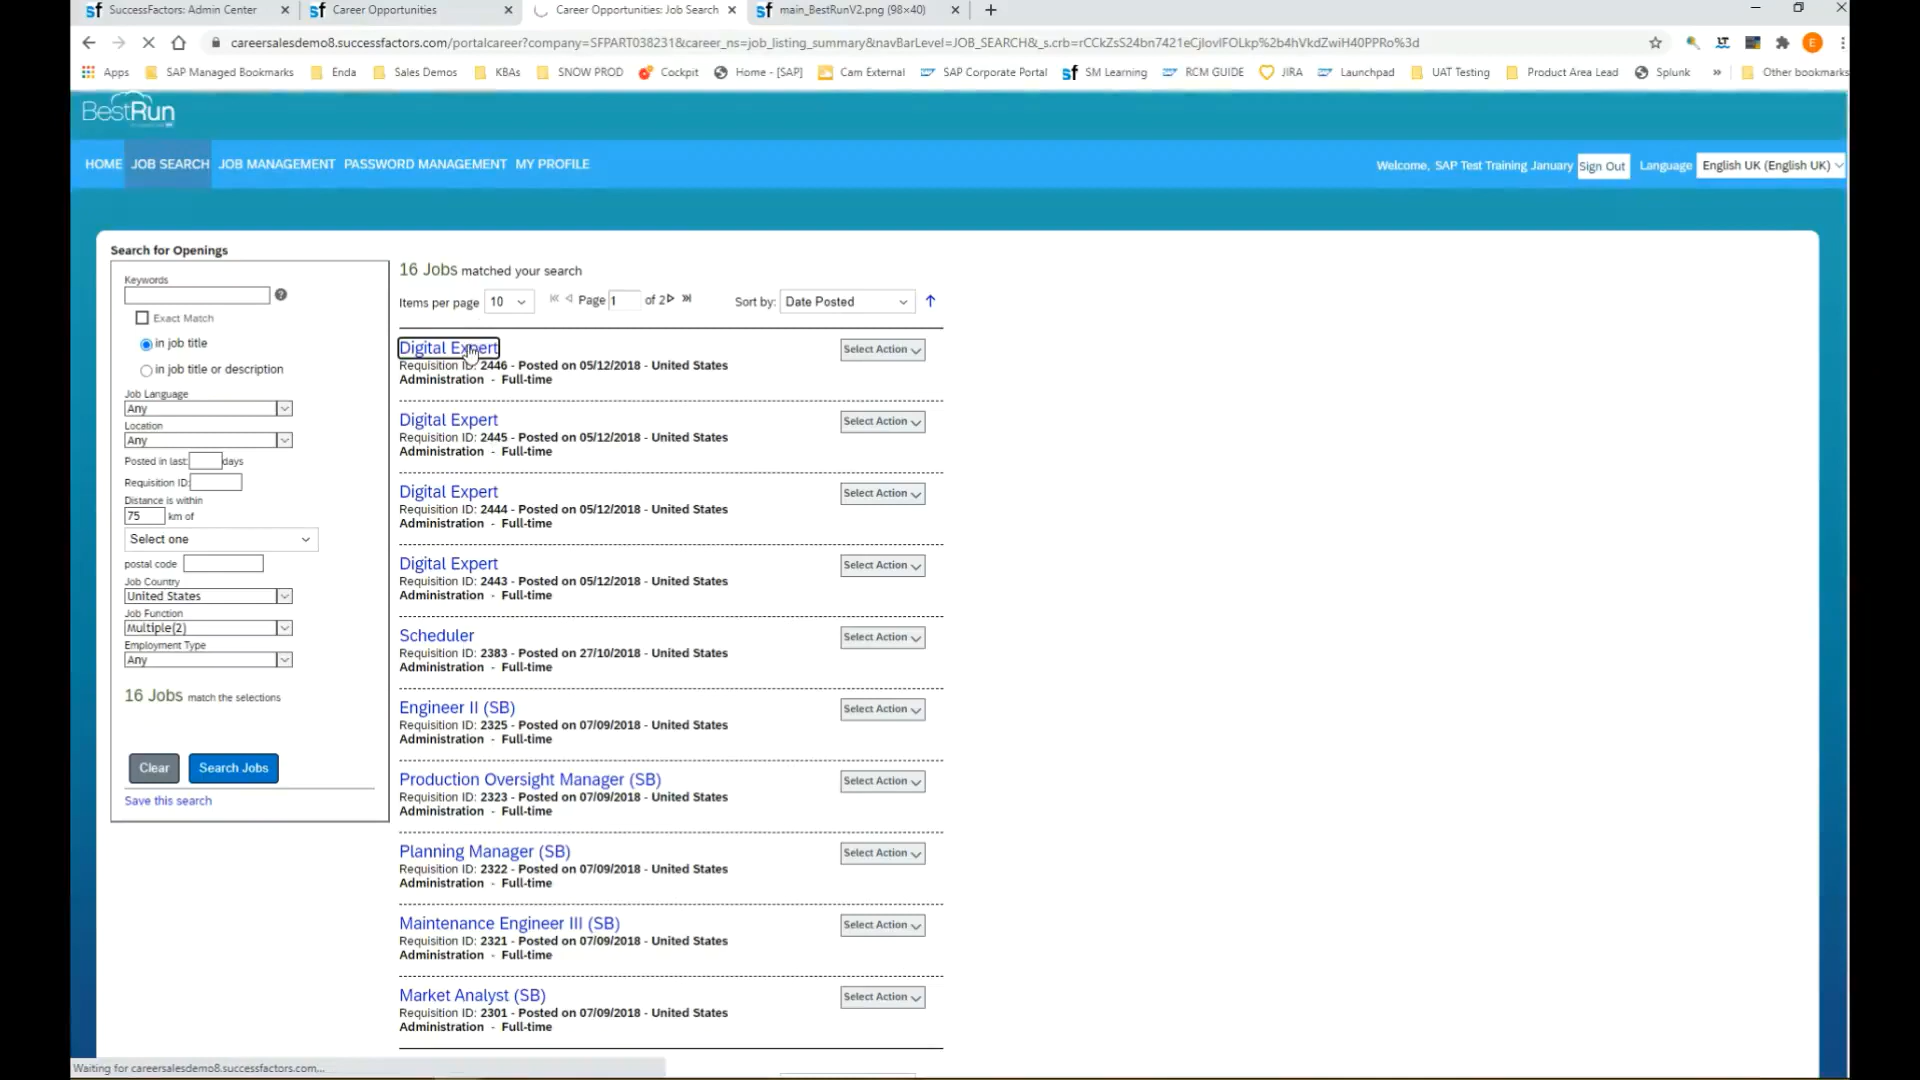 SuccessFactors: Admin Center
Career Opportunities
Career Opportunities: Job Search
main_BestRunV2.png (98×40)
careersalesdemo8.successfactors.com/portalcareer?company=SFPART038231&career_ns=job_listing_summary&navBarLevel=JOB_SEARCH&_s.crb=rCCkZsS24bn7421eCjIovIFOLkp%2b4hVkdZwiH40PPRo%3d
E
Apps SAP Managed Bookmarks Enda Sales Demos KBAs SNOW PROD Cockpit Home - [SAP] Cam External SAP Corporate Portal SM Learning RCM GUIDE JIRA Launchpad UAT Testing Product Area Lead Splunk » Other bookmarks
BestRun
HOME JOB SEARCH JOB MANAGEMENT PASSWORD MANAGEMENT MY PROFILE
Welcome, SAP Test Training January Sign Out Language English UK (English UK)
Search for Openings
Keywords
Exact Match
in job title
in job title or description
Job Language
Any
Location
Any
Posted in last: days
Requisition ID:
Distance is within
75 km of
Select one
postal code
Job Country
United States
Job Function
Multiple(2)
Employment Type
Any
16 Jobs match the selections
Clear Search Jobs
Save this search
16 Jobs matched your search
Items per page 10 Page 1 of 2 Sort by: Date Posted
Digital Expert Select Action
Requisition ID: 2446 - Posted on 05/12/2018 - United States
Administration - Full-time
Digital Expert Select Action
Requisition ID: 2445 - Posted on 05/12/2018 - United States
Administration - Full-time
Digital Expert Select Action
Requisition ID: 2444 - Posted on 05/12/2018 - United States
Administration - Full-time
Digital Expert Select Action
Requisition ID: 2443 - Posted on 05/12/2018 - United States
Administration - Full-time
Scheduler Select Action
Requisition ID: 2383 - Posted on 27/10/2018 - United States
Administration - Full-time
Engineer II (SB) Select Action
Requisition ID: 2325 - Posted on 07/09/2018 - United States
Administration - Full-time
Production Oversight Manager (SB) Select Action
Requisition ID: 2323 - Posted on 07/09/2018 - United States
Administration - Full-time
Planning Manager (SB) Select Action
Requisition ID: 2322 - Posted on 07/09/2018 - United States
Administration - Full-time
Maintenance Engineer III (SB) Select Action
Requisition ID: 2321 - Posted on 07/09/2018 - United States
Administration - Full-time
Market Analyst (SB) Select Action
Requisition ID: 2301 - Posted on 07/09/2018 - United States
Administration - Full-time
Waiting for careersalesdemo8.successfactors.com...